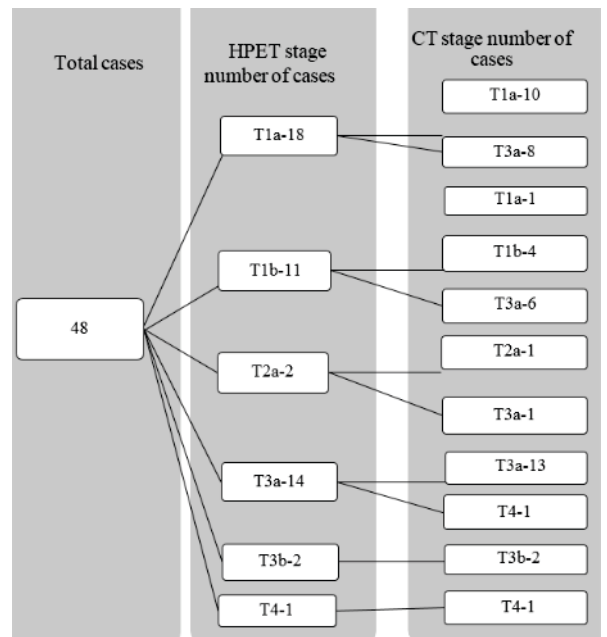 Total cases
HPET stage
number of cases
CT stage number of
cases
48
T1a-18
T1b-11
T2a-2
T3a-14
T3b-2
T4-1
T1a-10
T3a-8
T1a-1
T1b-4
T3a-6
T2a-1
T3a-1
T3a-13
T4-1
T3b-2
T4-1